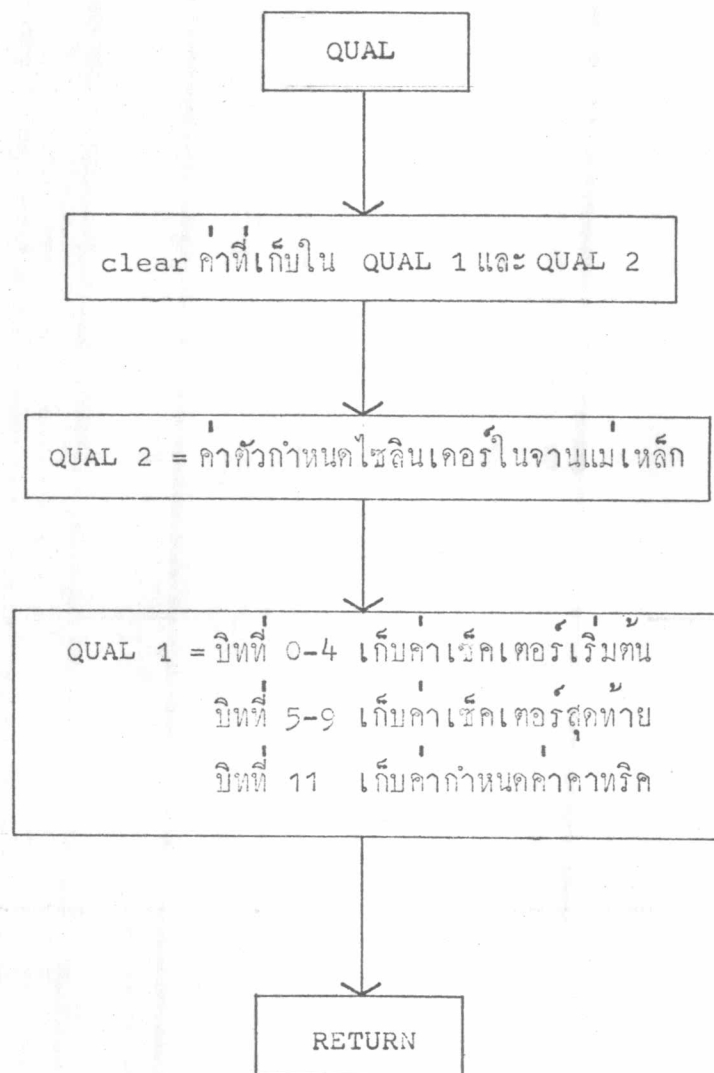 QUAL
clear ค่าที่เก็บใน QUAL 1 และ QUAL 2
QUAL 2 = ค่าตัวกำหนดไซลินเดอร์ในจานแม่เหล็ก
QUAL 1 = บิทที่ 0-4 เก็บค่าเซ็คเตอร์เริ่มต้น
บิทที่ 5-9 เก็บค่าเซ็คเตอร์สุดท้าย
บิทที่ 11 เก็บค่ากำหนดค่าคาทริค
RETURN